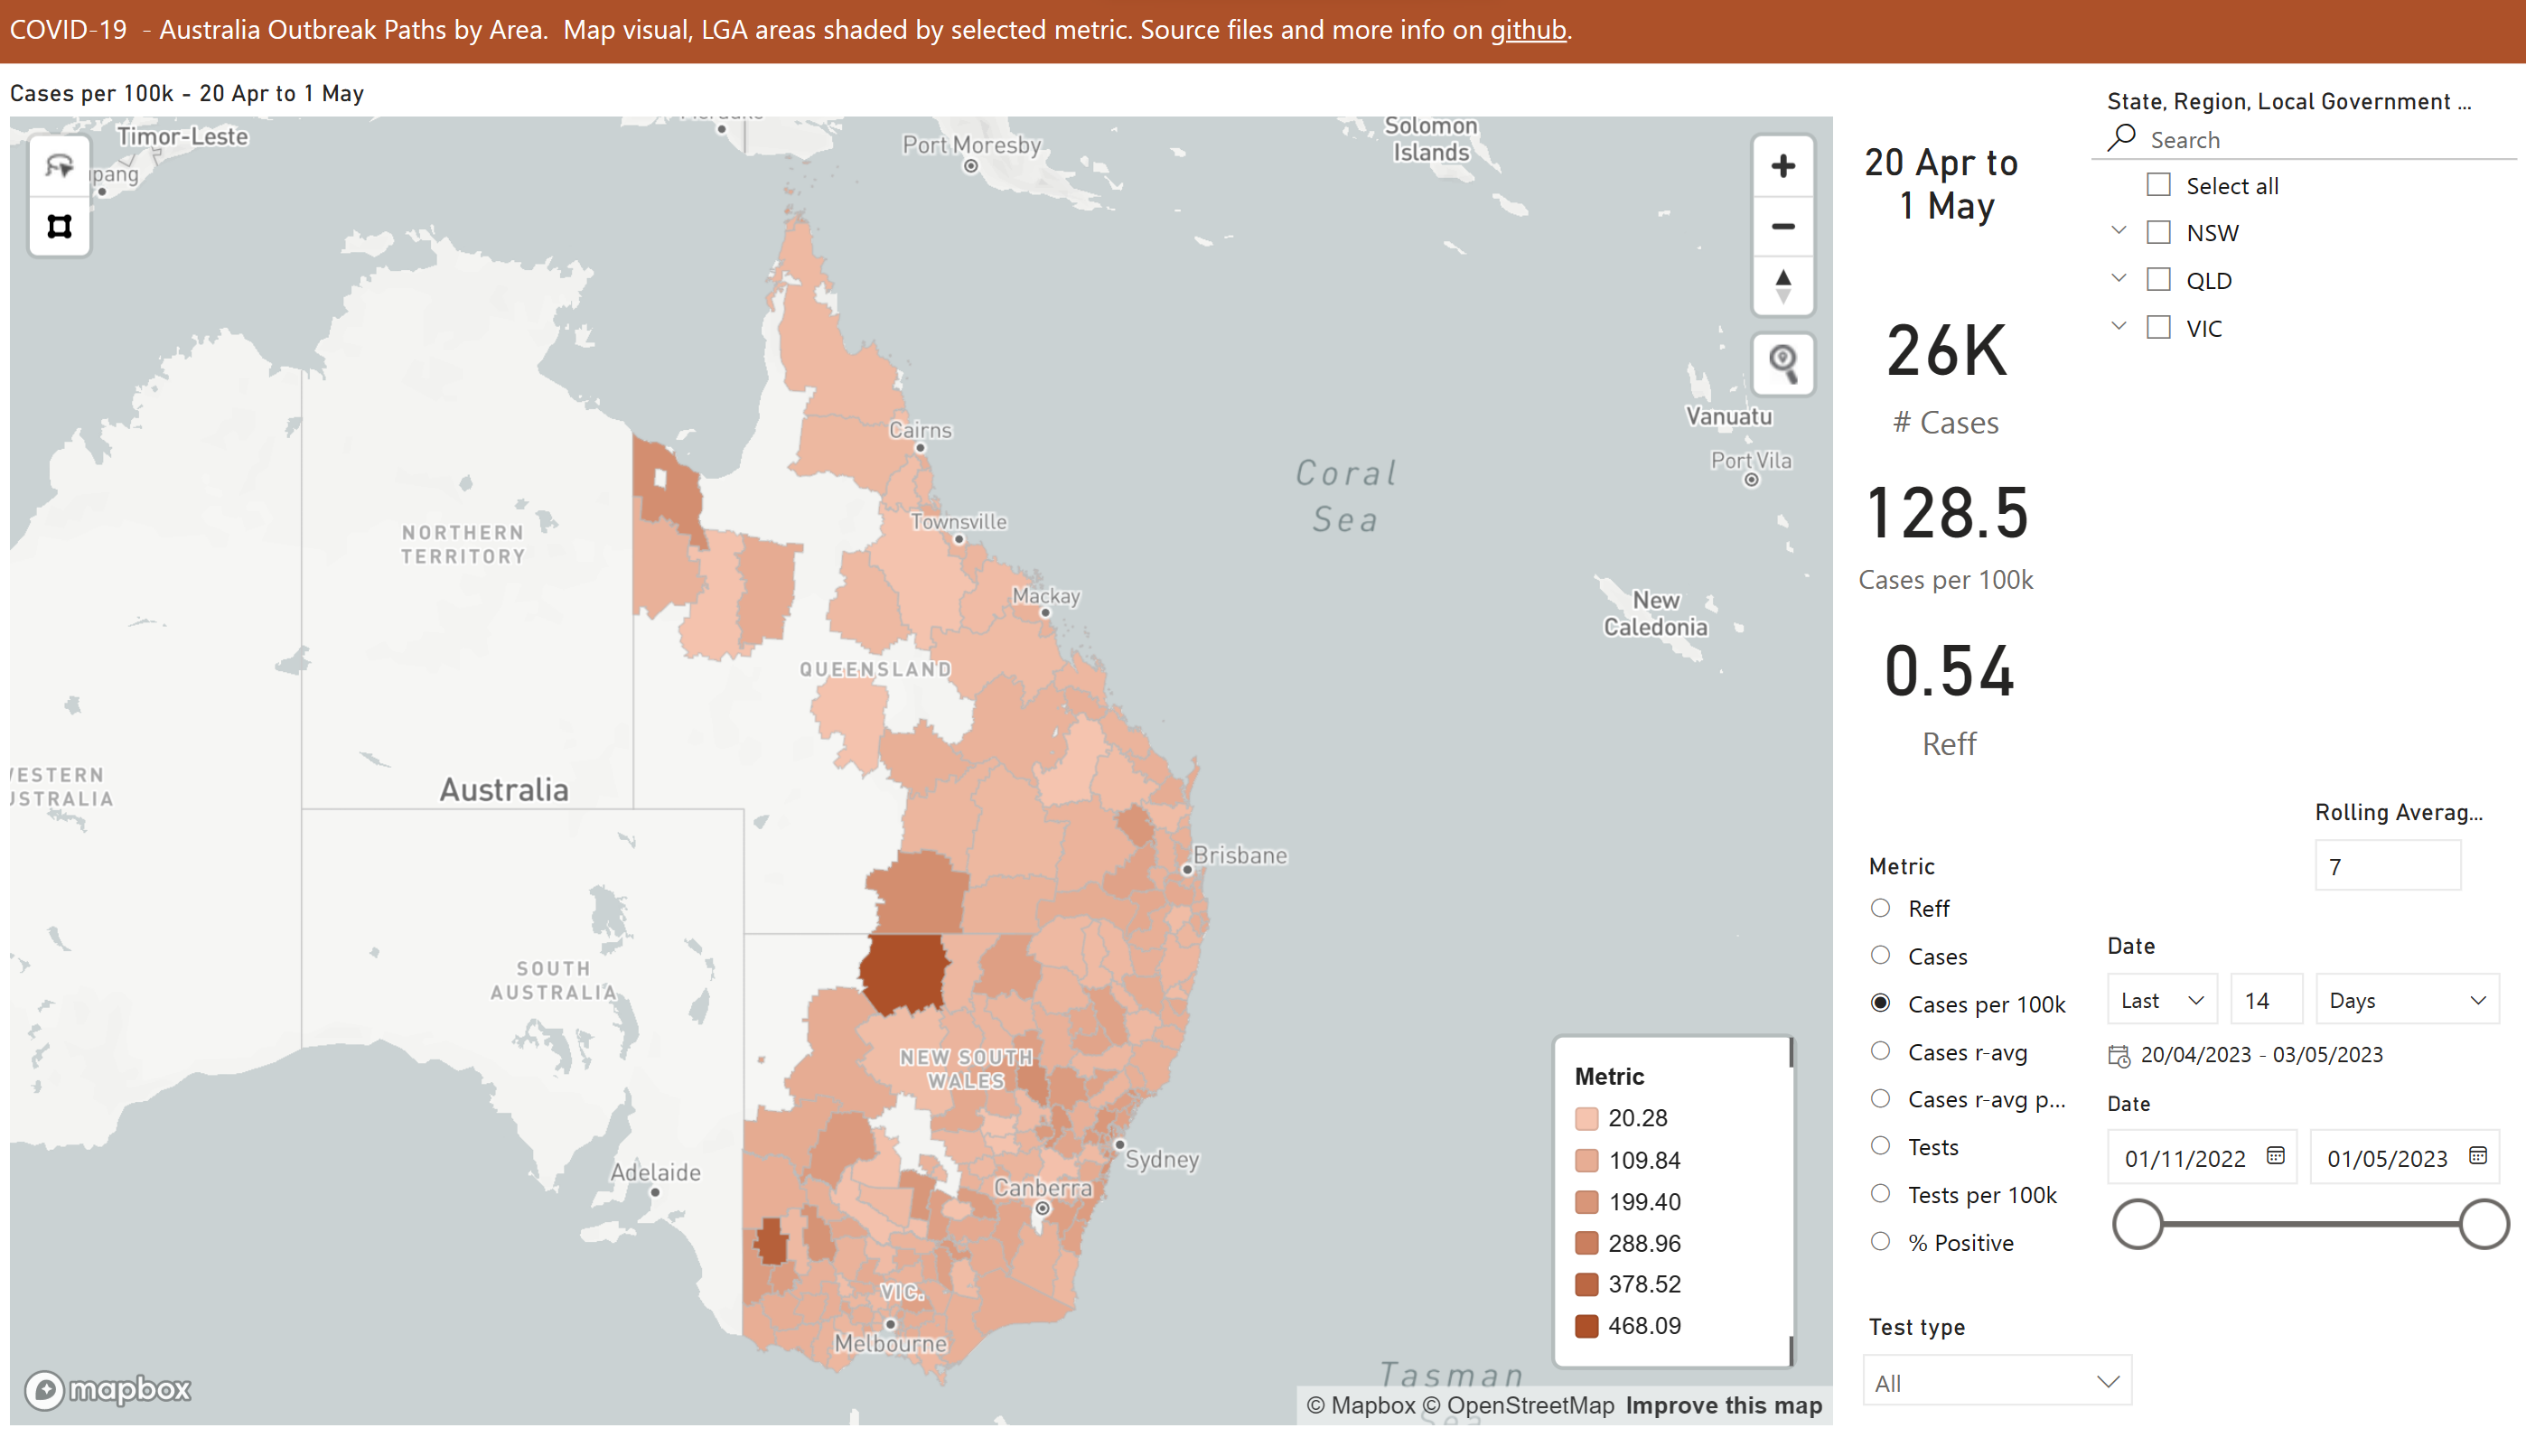 COVID-19 - Australia Outbreak Paths by Area. Map visual, LGA areas shaded by selected metric. Source files and more info on github.
Cases per 100k - 20 Apr to 1 May
Timor-Leste
pang
Port Moresby
Solomon
Islands
Cairns
Townsville
Mackay
Coral
Sea
Vanuatu
Port Vila
New
Caledonia
NORTHERN
TERRITORY
QUEENSLAND
Australia
ESTERN
USTRALIA
Brisbane
SOUTH
AUSTRALIA
NEW SOUTH
WALES
Adelaide
Sydney
Canberra
VIC.
Melbourne
Tasman
Sea
Metric
20.28
109.84
199.40
288.96
378.52
468.09
mapbox
© Mapbox © OpenStreetMap Improve this map
20 Apr to
1 May
26K
# Cases
128.5
Cases per 100k
0.54
Reff
State, Region, Local Government ...
Search
Select all
NSW
QLD
VIC
Rolling Averag...
7
Metric
Reff
Cases
Cases per 100k
Cases r-avg
Cases r-avg p...
Tests
Tests per 100k
% Positive
Date
Last 14 Days
20/04/2023 - 03/05/2023
Date
01/11/2022 01/05/2023
Test type
All